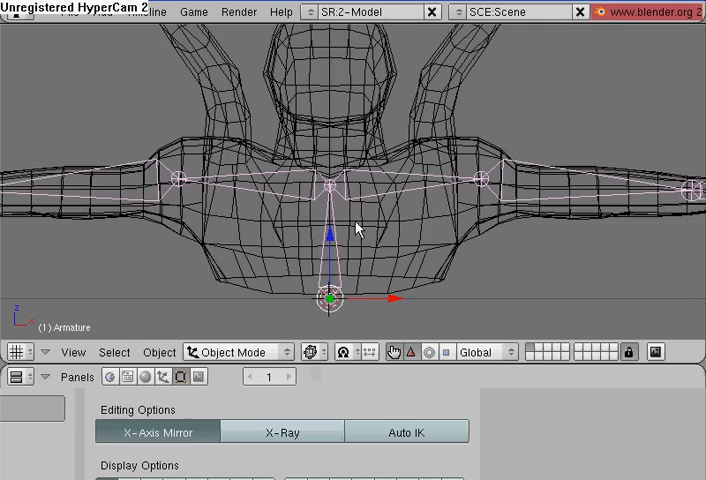 Unregistered HyperCam 2
Timeline Game Render Help SR:2-Model SCE:Scene www.blender.org 2
z
x
(1) Armature
View Select Object Object Mode Global
Panels 1
Editing Options
X-Axis Mirror X-Ray Auto IK
Display Options